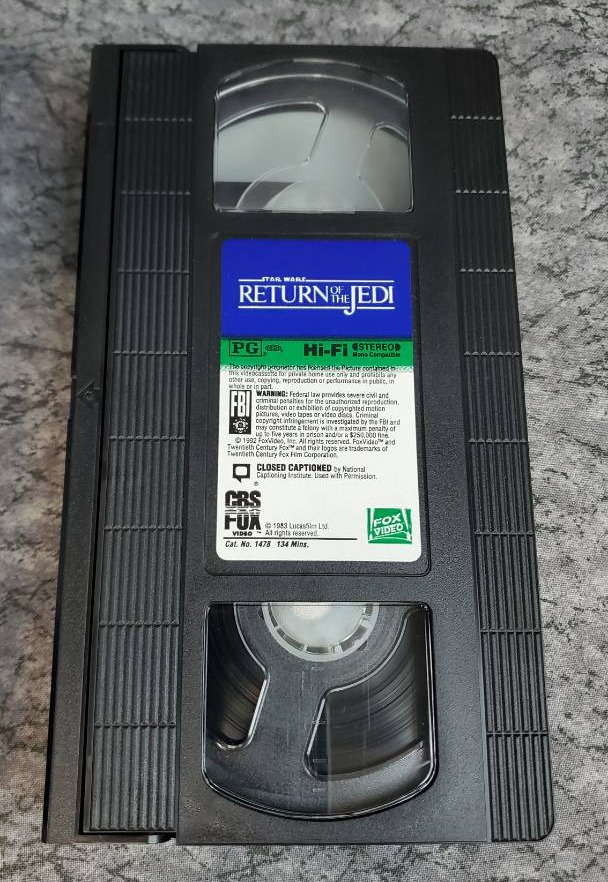 STAR WARS
RETURN OF THE JEDI
PG Hi-Fi STEREO
Mono Compatible
The copyright proprietor has licensed the Picture contained in
this videocassette for private home use only and prohibits any
other use, copying, reproduction or performance in public, in
whole or in part.
FBI WARNING: Federal law provides severe civil and
criminal penalties for the unauthorized reproduction,
distribution or exhibition of copyrighted motion
pictures, video tapes or video discs. Criminal
copyright infringement is investigated by the FBI and
may constitute a felony with a maximum penalty of
up to five years in prison and/or a $250,000 fine.
© 1992 FoxVideo, Inc. All rights reserved. FoxVideo™ and
Twentieth Century Fox™ and their logos are trademarks of
Twentieth Century Fox Film Corporation.
CLOSED CAPTIONED by National
Captioning Institute. Used with Permission.
®
CBS
FOX
VIDEO ™
© 1983 Lucasfilm Ltd.
All rights reserved.
FOX
VIDEO
Cat. No. 1478 134 Mins.